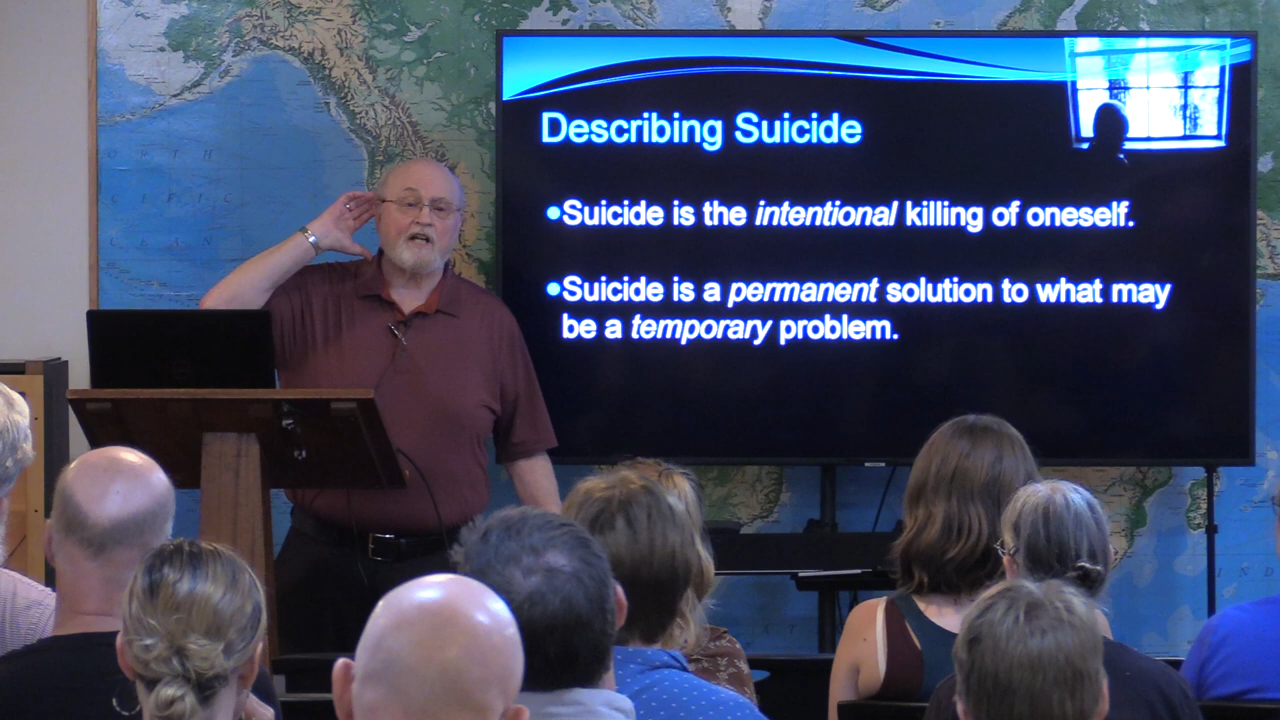 Describing Suicide
•Suicide is the intentional killing of oneself.
•Suicide is a permanent solution to what may
be a temporary problem.